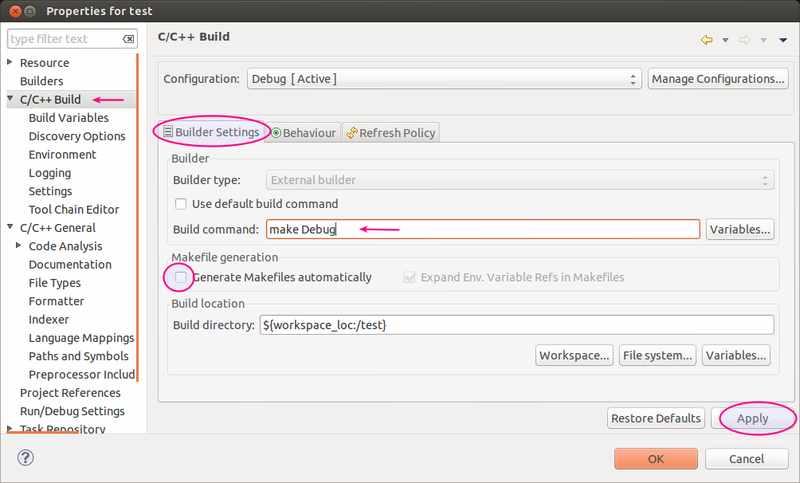 Properties for test
type filter text
Resource
Builders
C/C++ Build
Build Variables
Discovery Options
Environment
Logging
Settings
Tool Chain Editor
C/C++ General
Code Analysis
Documentation
File Types
Formatter
Indexer
Language Mappings
Paths and Symbols
Preprocessor Includ
Project References
Run/Debug Settings
Task Repository
C/C++ Build
Configuration: Debug [ Active ] Manage Configurations...
Builder Settings Behaviour Refresh Policy
Builder
Builder type: External builder
Use default build command
Build command: make Debug Variables...
Makefile generation
Generate Makefiles automatically Expand Env. Variable Refs in Makefiles
Build location
Build directory: ${workspace_loc:/test}
Workspace... File system... Variables...
Restore Defaults Apply
? OK Cancel